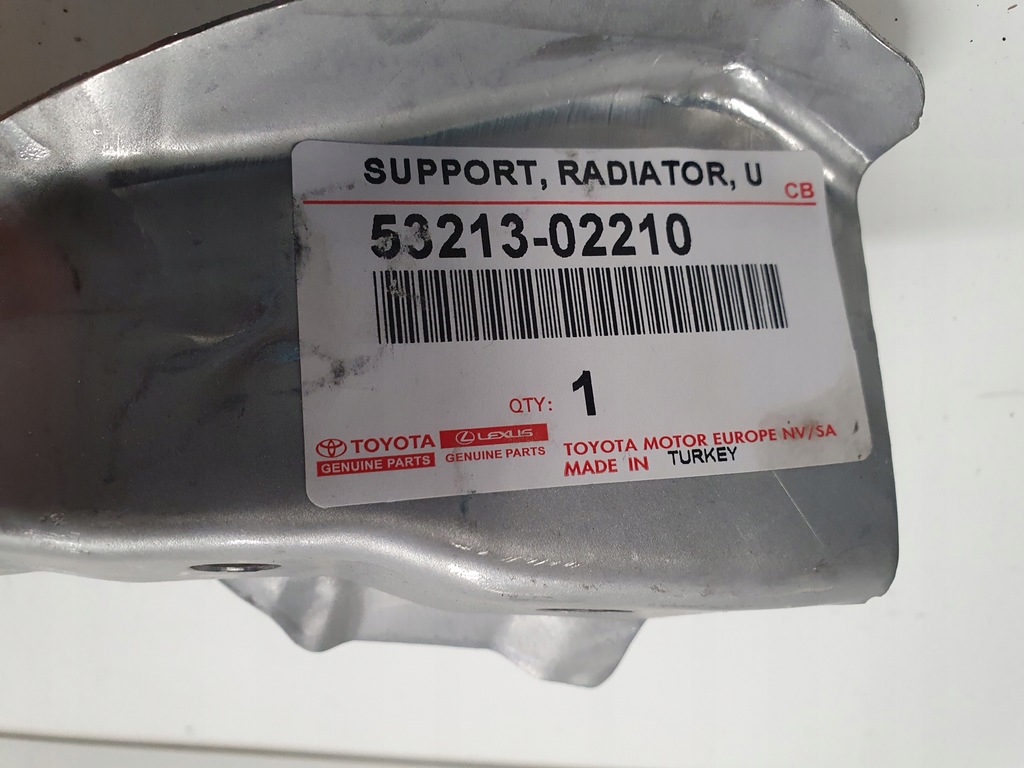 SUPPORT, RADIATOR, U
CB
53213-02210
QTY: 1
TOYOTA
GENUINE PARTS
LEXUS
GENUINE PARTS
TOYOTA MOTOR EUROPE NV/SA
MADE IN TURKEY